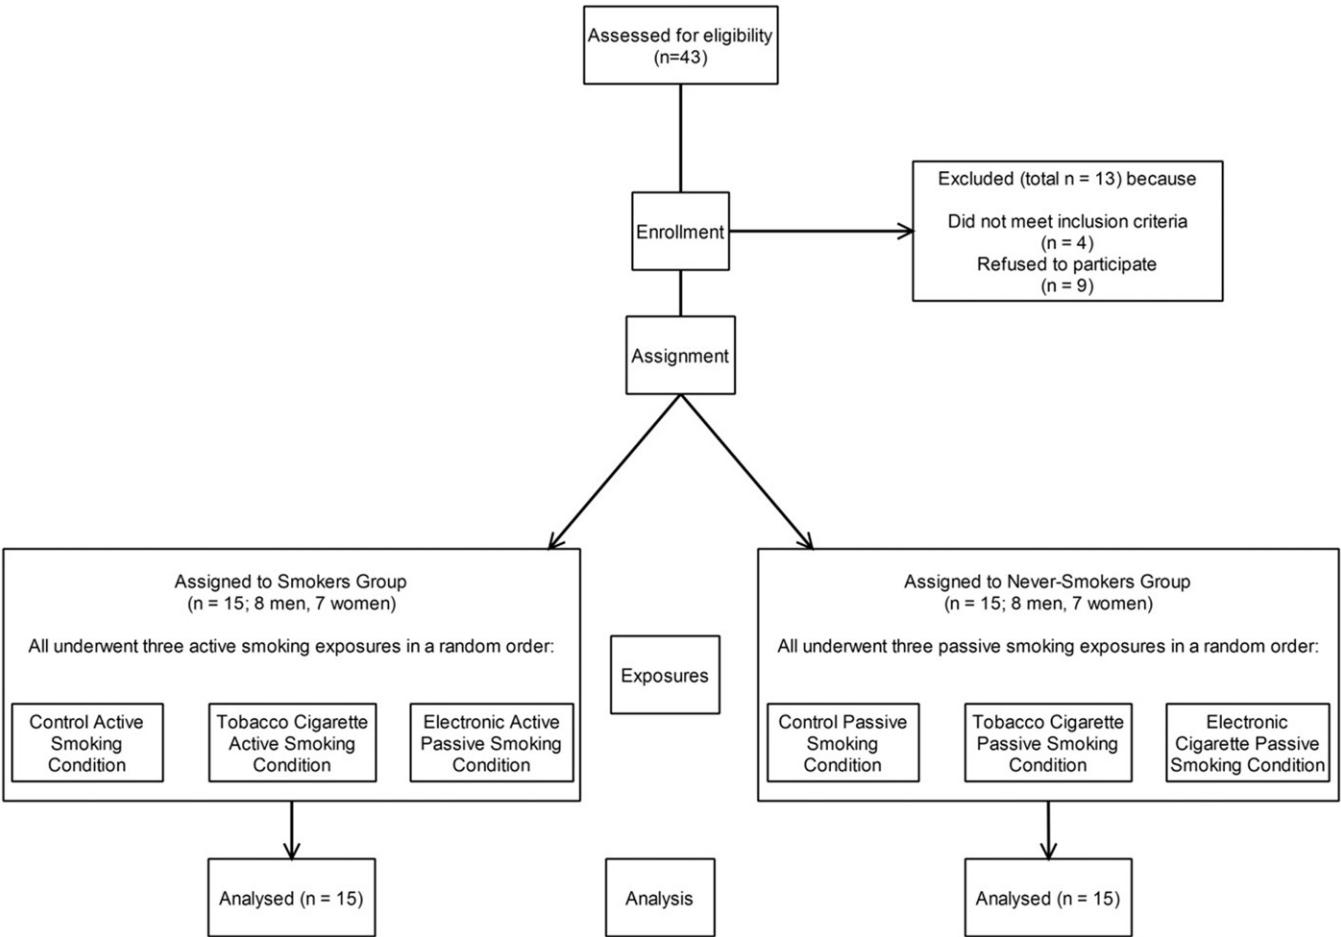 Assessed for eligibility
(n=43)
Excluded (total n = 13) because
Did not meet inclusion criteria
(n = 4)
Refused to participate
(n = 9)
Enrollment
Assignment
Assigned to Smokers Group
(n = 15; 8 men, 7 women)
All underwent three active smoking exposures in a random order:
Control Active
Smoking
Condition
Tobacco Cigarette
Active Smoking
Condition
Electronic Active
Passive Smoking
Condition
Exposures
Assigned to Never-Smokers Group
(n = 15; 8 men, 7 women)
All underwent three passive smoking exposures in a random order:
Control Passive
Smoking
Condition
Tobacco Cigarette
Passive Smoking
Condition
Electronic
Cigarette Passive
Smoking Condition
Analysed (n = 15)
Analysis
Analysed (n = 15)